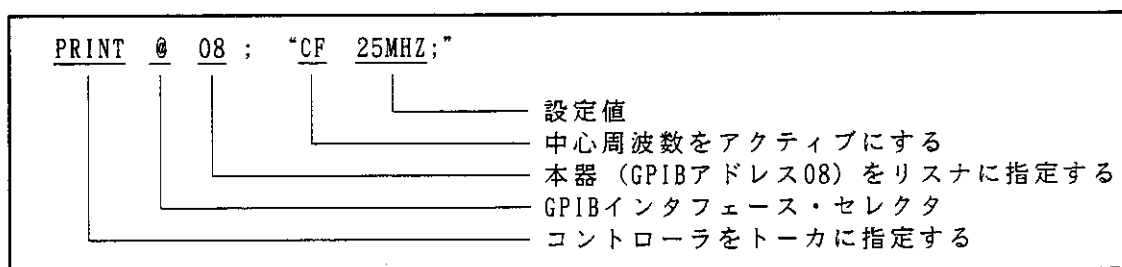 PRINT @ 08 ; “CF 25MHZ;”
設定値
中心周波数をアクティブにする
本器 (GPIBアドレス08) をリスナに指定する
GPIBインタフェース・セレクタ
コントローラをトーカに指定する